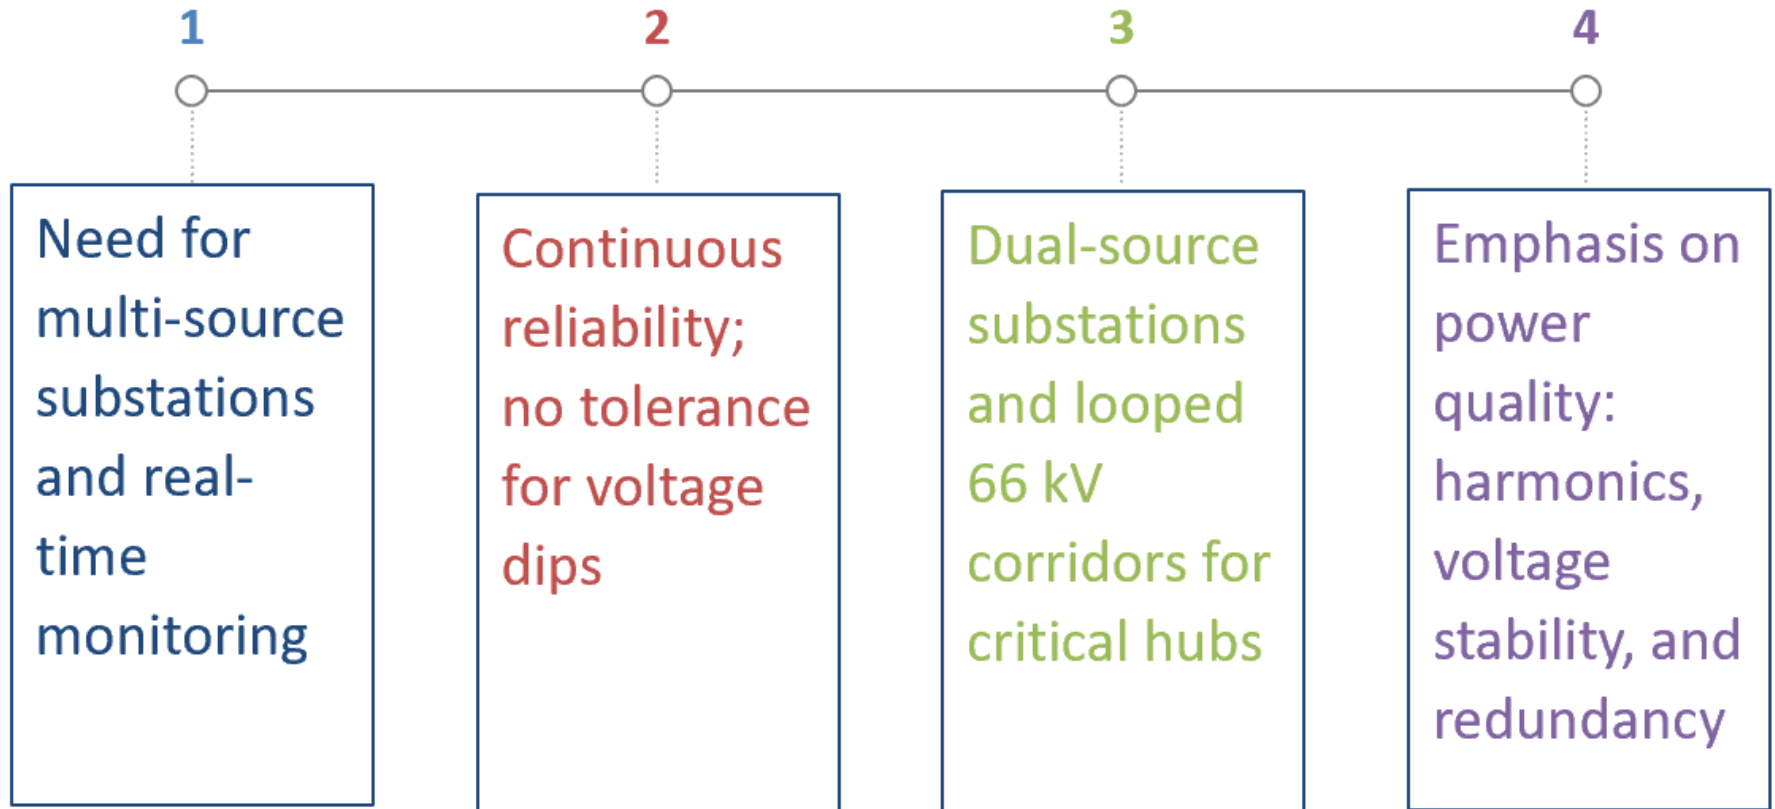 1
2
3
4
Need for
multi-source
substations
and real-
time
monitoring
Continuous
reliability;
no tolerance
for voltage
dips
Dual-source
substations
and looped
66 kV
corridors for
critical hubs
Emphasis on
power
quality:
harmonics,
voltage
stability, and
redundancy